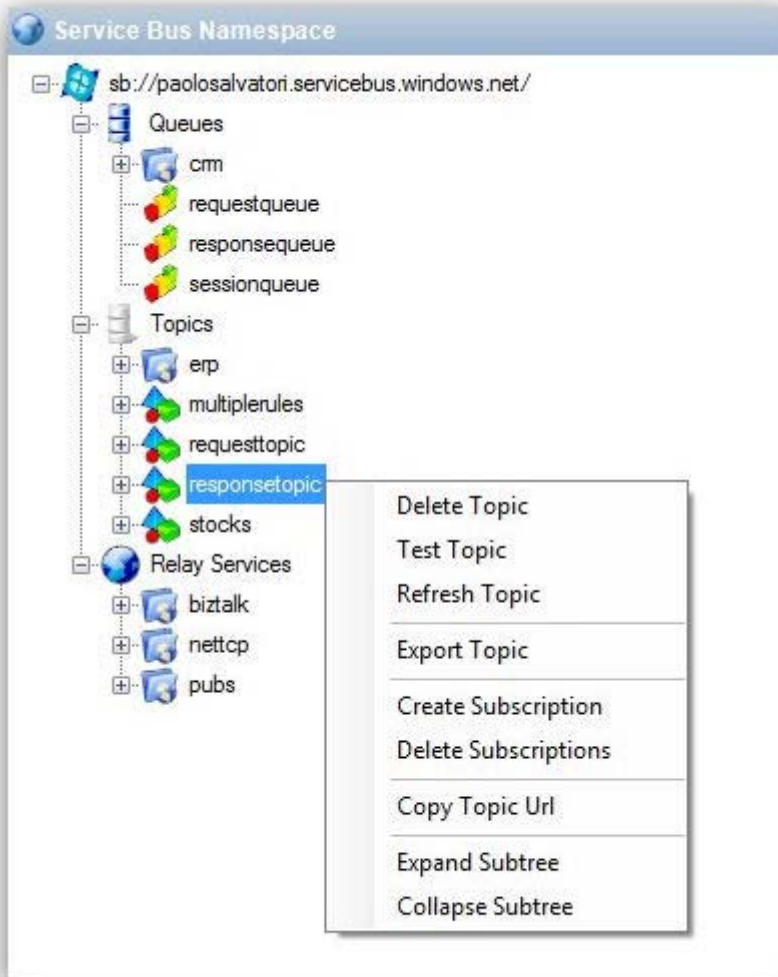 Service Bus Namespace
sb://paolosalvatori.servicebus.windows.net/
Queues
crm
requestqueue
responsequeue
sessionqueue
Topics
erp
multiplerules
requesttopic
responsetopic
stocks
Relay Services
biztalk
nettcp
pubs
Delete Topic
Test Topic
Refresh Topic
Export Topic
Create Subscription
Delete Subscriptions
Copy Topic Url
Expand Subtree
Collapse Subtree